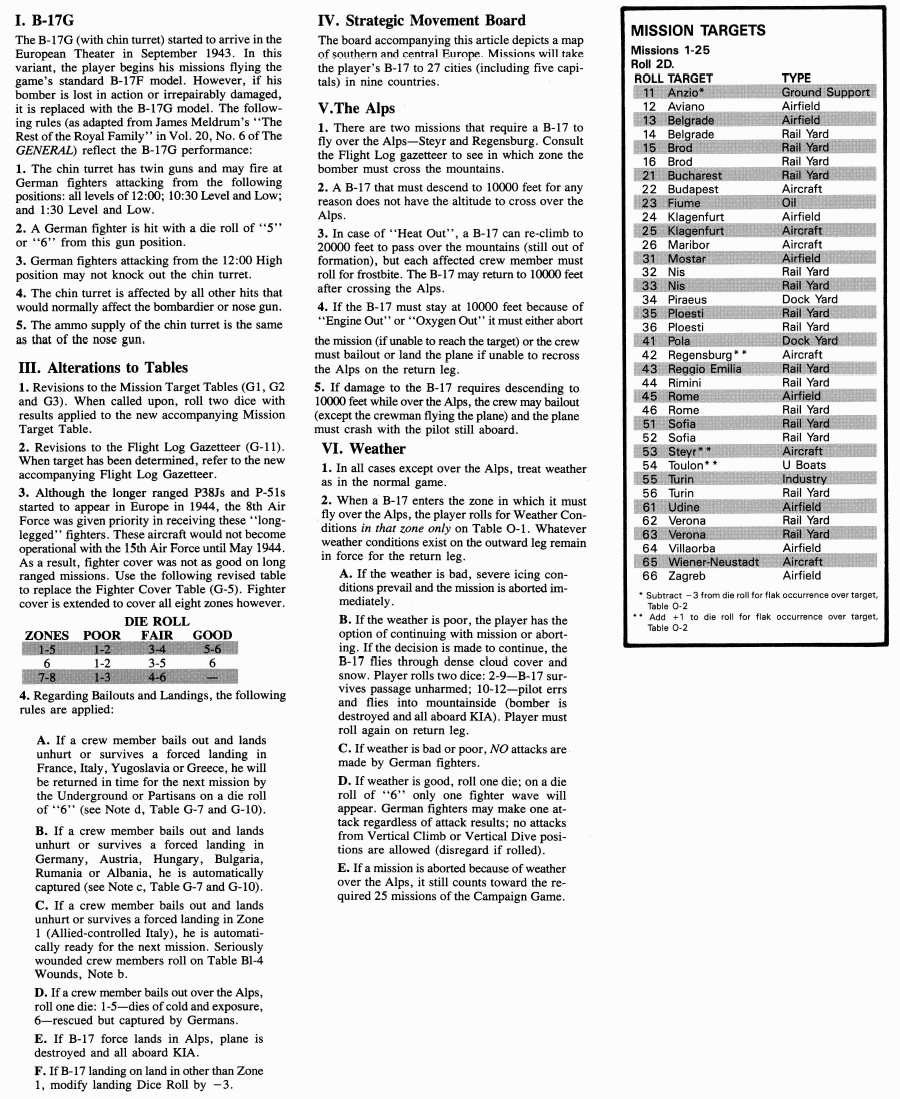 I. B-17G
The B-17G (with chin turret) started to arrive in the
European Theater in September 1943. In this
variant, the player begins his missions flying the
game's standard B-17F model. However, if his
bomber is lost in action or irrepairably damaged,
it is replaced with the B-17G model. The follow-
ing rules (as adapted from James Meldrum's "The
Rest of the Royal Family" in Vol. 20, No. 6 of The
GENERAL) reflect the B-17G performance:
1. The chin turret has twin guns and may fire at
German fighters attacking from the following
positions: all levels of 12:00; 10:30 Level and Low;
and 1:30 Level and Low.
2. A German fighter is hit with a die roll of "5"
or "6" from this gun position.
3. German fighters attacking from the 12:00 High
position may not knock out the chin turret.
4. The chin turret is affected by all other hits that
would normally affect the bombardier or nose gun.
5. The ammo supply of the chin turret is the same
as that of the nose gun.
III. Alterations to Tables
1. Revisions to the Mission Target Tables (G1, G2
and G3). When called upon, roll two dice with
results applied to the new accompanying Mission
Target Table.
2. Revisions to the Flight Log Gazetteer (G-11).
When target has been determined, refer to the new
accompanying Flight Log Gazetteer.
3. Although the longer ranged P38Js and P-51s
started to appear in Europe in 1944, the 8th Air
Force was given priority in receiving these "long-
legged" fighters. These aircraft would not become
operational with the 15th Air Force until May 1944.
As a result, fighter cover was not as good on long
ranged missions. Use the following revised table
to replace the Fighter Cover Table (G-5). Fighter
cover is extended to cover all eight zones however.
DIE ROLL
ZONES POOR FAIR GOOD
1-5 1-2 3-4 5-6
6 1-2 3-5 6
7-8 1-3 4-6 —
4. Regarding Bailouts and Landings, the following
rules are applied:
A. If a crew member bails out and lands
unhurt or survives a forced landing in
France, Italy, Yugoslavia or Greece, he will
be returned in time for the next mission by
the Underground or Partisans on a die roll
of "6" (see Note d, Table G-7 and G-10).
B. If a crew member bails out and lands
unhurt or survives a forced landing in
Germany, Austria, Hungary, Bulgaria,
Rumania or Albania, he is automatically
captured (see Note c, Table G-7 and G-10).
C. If a crew member bails out and lands
unhurt or survives a forced landing in Zone
1 (Allied-controlled Italy), he is automati-
cally ready for the next mission. Seriously
wounded crew members roll on Table Bl-4
Wounds, Note b.
D. If a crew member bails out over the Alps,
roll one die: 1-5—dies of cold and exposure,
6—rescued but captured by Germans.
E. If B-17 force lands in Alps, plane is
destroyed and all aboard KIA.
F. If B-17 landing on land in other than Zone
1, modify landing Dice Roll by −3.
IV. Strategic Movement Board
The board accompanying this article depicts a map
of southern and central Europe. Missions will take
the player's B-17 to 27 cities (including five capi-
tals) in nine countries.
V.The Alps
1. There are two missions that require a B-17 to
fly over the Alps—Steyr and Regensburg. Consult
the Flight Log gazetteer to see in which zone the
bomber must cross the mountains.
2. A B-17 that must descend to 10000 feet for any
reason does not have the altitude to cross over the
Alps.
3. In case of "Heat Out", a B-17 can re-climb to
20000 feet to pass over the mountains (still out of
formation), but each affected crew member must
roll for frostbite. The B-17 may return to 10000 feet
after crossing the Alps.
4. If the B-17 must stay at 10000 feet because of
"Engine Out" or "Oxygen Out" it must either abort
the mission (if unable to reach the target) or the crew
must bailout or land the plane if unable to recross
the Alps on the return leg.
5. If damage to the B-17 requires descending to
10000 feet while over the Alps, the crew may bailout
(except the crewman flying the plane) and the plane
must crash with the pilot still aboard.
VI. Weather
1. In all cases except over the Alps, treat weather
as in the normal game.
2. When a B-17 enters the zone in which it must
fly over the Alps, the player rolls for Weather Con-
ditions in that zone only on Table O-1. Whatever
weather conditions exist on the outward leg remain
in force for the return leg.
A. If the weather is bad, severe icing con-
ditions prevail and the mission is aborted im-
mediately.
B. If the weather is poor, the player has the
option of continuing with mission or abort-
ing. If the decision is made to continue, the
B-17 flies through dense cloud cover and
snow. Player rolls two dice: 2-9—B-17 sur-
vives passage unharmed; 10-12—pilot errs
and flies into mountainside (bomber is
destroyed and all aboard KIA). Player must
roll again on return leg.
C. If weather is bad or poor, NO attacks are
made by German fighters.
D. If weather is good, roll one die; on a die
roll of "6" only one fighter wave will
appear. German fighters may make one at-
tack regardless of attack results; no attacks
from Vertical Climb or Vertical Dive posi-
tions are allowed (disregard if rolled).
E. If a mission is aborted because of weather
over the Alps, it still counts toward the re-
quired 25 missions of the Campaign Game.
MISSION TARGETS
Missions 1-25
Roll 2D.
ROLL TARGET TYPE
11 Anzio* Ground Support
12 Aviano Airfield
13 Belgrade Airfield
14 Belgrade Rail Yard
15 Brod Rail Yard
16 Brod Rail Yard
21 Bucharest Rail Yard
22 Budapest Aircraft
23 Fiume Oil
24 Klagenfurt Airfield
25 Klagenfurt Aircraft
26 Maribor Aircraft
31 Mostar Airfield
32 Nis Rail Yard
33 Nis Rail Yard
34 Piraeus Dock Yard
35 Ploesti Rail Yard
36 Ploesti Rail Yard
41 Pola Dock Yard
42 Regensburg** Aircraft
43 Reggio Emilia Rail Yard
44 Rimini Rail Yard
45 Rome Airfield
46 Rome Rail Yard
51 Sofia Rail Yard
52 Sofia Rail Yard
53 Steyr** Aircraft
54 Toulon** U Boats
55 Turin Industry
56 Turin Rail Yard
61 Udine Airfield
62 Verona Rail Yard
63 Verona Rail Yard
64 Villaorba Airfield
65 Wiener-Neustadt Aircraft
66 Zagreb Airfield
* Subtract −3 from die roll for flak occurrence over target,
Table O-2
** Add +1 to die roll for flak occurrence over target,
Table O-2